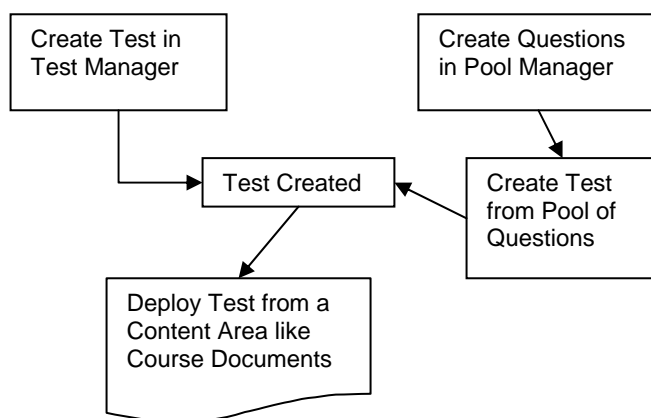 Create Test in
Test Manager
Create Questions
in Pool Manager
Test Created
Create Test
from Pool of
Questions
Deploy Test from a
Content Area like
Course Documents